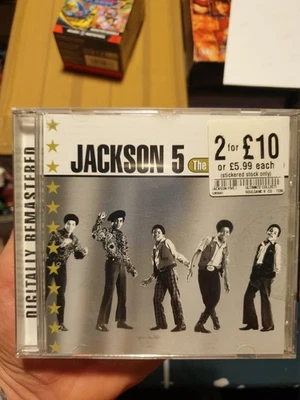 JACKSON 5
The
2 for £10
or £5.99 each
(stickered stock only)
DIGITALLY REMASTERED